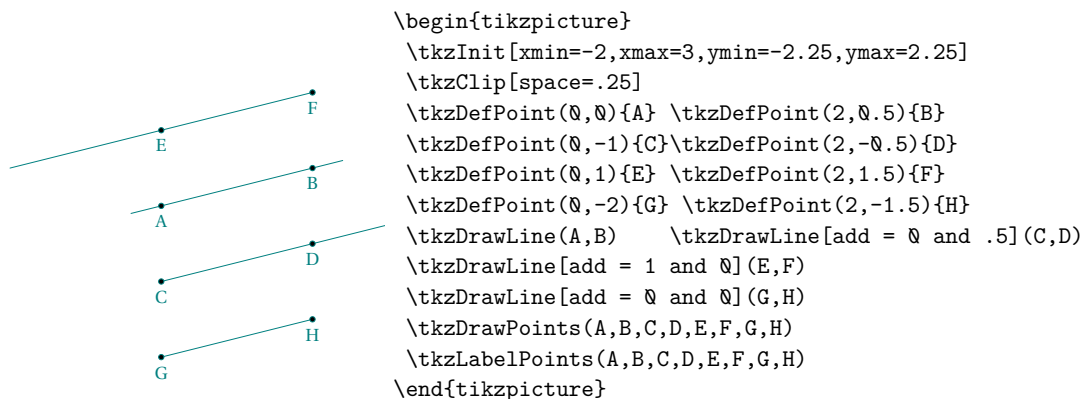 \begin{tikzpicture}
\tkzInit[xmin=-2,xmax=3,ymin=-2.25,ymax=2.25]
\tkzClip[space=.25]
\tkzDefPoint(0,0){A} \tkzDefPoint(2,0.5){B}
\tkzDefPoint(0,-1){C}\tkzDefPoint(2,-0.5){D}
\tkzDefPoint(0,1){E} \tkzDefPoint(2,1.5){F}
\tkzDefPoint(0,-2){G} \tkzDefPoint(2,-1.5){H}
\tkzDrawLine(A,B) \tkzDrawLine[add = 0 and .5](C,D)
\tkzDrawLine[add = 1 and 0](E,F)
\tkzDrawLine[add = 0 and 0](G,H)
\tkzDrawPoints(A,B,C,D,E,F,G,H)
\tkzLabelPoints(A,B,C,D,E,F,G,H)
\end{tikzpicture}
F
E
B
A
D
C
H
G